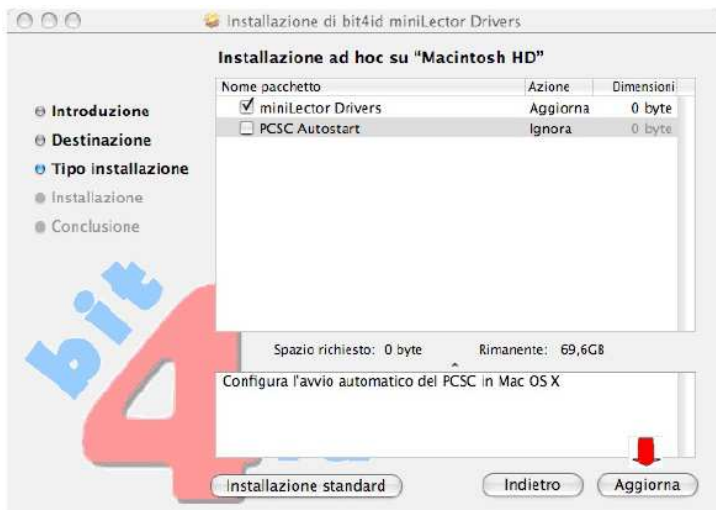 Installazione di bit4id miniLector Drivers
Installazione ad hoc su “Macintosh HD”
Nome pacchetto Azione Dimensioni
miniLector Drivers Aggiorna 0 byte
PCSC Autostart Ignora 0 byte
Introduzione
Destinazione
Tipo installazione
Installazione
Conclusione
bit
4
Spazio richiesto: 0 byte Rimanente: 69,6GB
Configura l'avvio automatico del PCSC in Mac OS X
Installazione standard Indietro Aggiorna